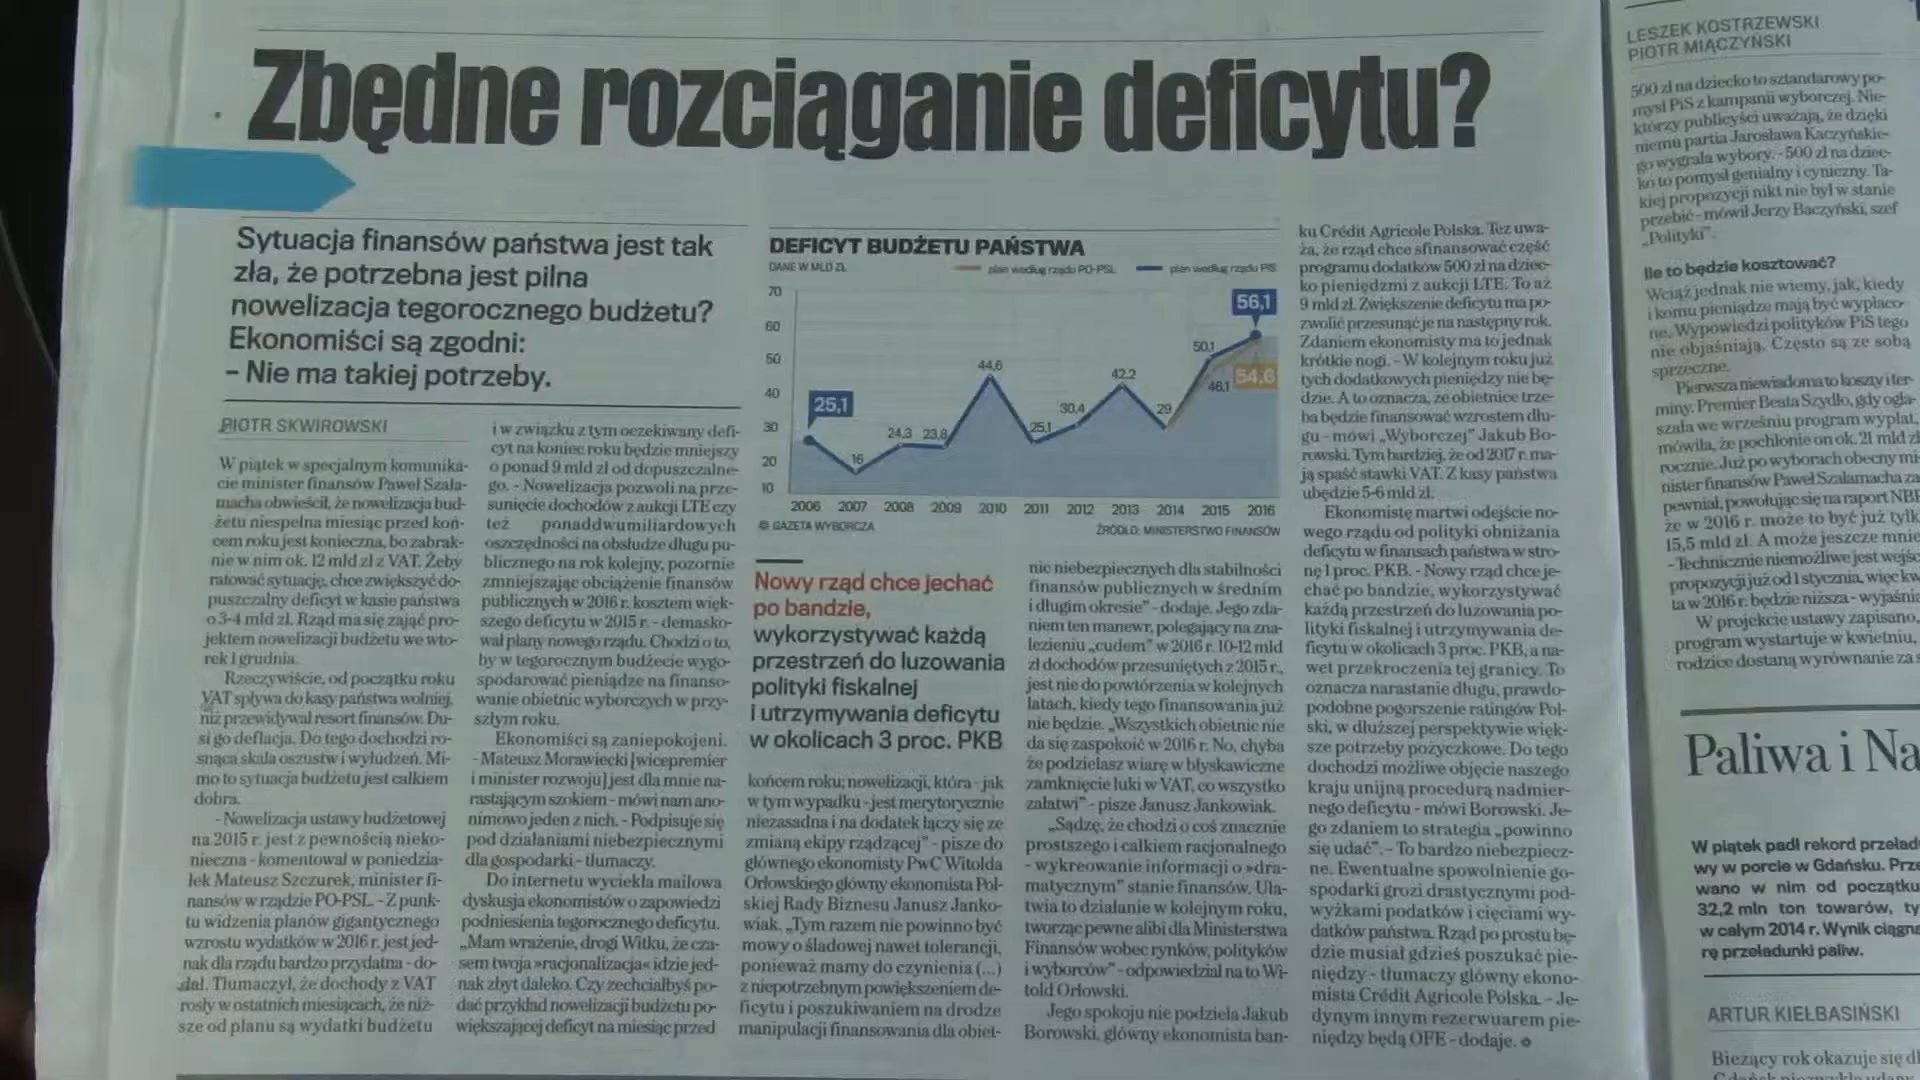 Zbędne rozciąganie deficytu?
Sytuacja finansów państwa jest tak
zła, że potrzebna jest pilna
nowelizacja tegorocznego budżetu?
Ekonomiści są zgodni:
– Nie ma takiej potrzeby.
PIOTR SKWIROWSKI
W piątek w specjalnym komunika-
cie minister finansów Paweł Szała-
macha obwieścił, że nowelizacja bud-
żetu niespełna miesiąc przed koń-
cem roku jest konieczna, bo zabrak-
nie w nim ok. 12 mld zł z VAT. Żeby
ratować sytuację, chce zwiększyć do-
puszczalny deficyt w kasie państwa
o 3-4 mld zł. Rząd ma się zająć pro-
jektem nowelizacji budżetu we wto-
rek 1 grudnia.
Rzeczywiście, od początku roku
VAT spływa do kasy państwa wolniej,
niż przewidywał resort finansów. Du-
si go deflacja. Do tego dochodzi ro-
snąca skala oszustw i wyłudzeń. Mi-
mo to sytuacja budżetu jest całkiem
dobra.
- Nowelizacja ustawy budżetowej
na 2015 r. jest z pewnością nieko-
nieczna - komentował w poniedzia-
łek Mateusz Szczurek, minister fi-
nansów w rządzie PO-PSL. - Z punk-
tu widzenia planów gigantycznego
wzrostu wydatków w 2016 r. jest jed-
nak dla rządu bardzo przydatna - do-
dał. Tłumaczył, że dochody z VAT
rosły w ostatnich miesiącach, że niż-
sze od planu są wydatki budżetu
i w związku z tym oczekiwany defi-
cyt na koniec roku będzie mniejszy
o ponad 9 mld zł od dopuszczalne-
go. - Nowelizacja pozwoli na prze-
sunięcie dochodów z aukcji LTE czy
też ponaddwumiliardowych
oszczędności na obsłudze długu pu-
blicznego na rok kolejny, pozornie
zmniejszając obciążenie finansów
publicznych w 2016 r. kosztem więk-
szego deficytu w 2015 r. - demasko-
wał plany nowego rządu. Chodzi o to,
by w tegorocznym budżecie wygo-
spodarować pieniądze na finanso-
wanie obietnic wyborczych w przy-
szłym roku.
Ekonomiści są zaniepokojeni.
- Mateusz Morawiecki [wicepremier
i minister rozwoju] jest dla mnie na-
rastającym szokiem - mówi nam ano-
nimowo jeden z nich. - Podpisuje się
pod działaniami niebezpiecznymi
dla gospodarki - tłumaczy.
Do internetu wyciekła mailowa
dyskusja ekonomistów o zapowiedzi
podniesienia tegorocznego deficytu.
„Mam wrażenie, drogi Witku, że cza-
sem twoja »racjonalizacja« idzie jed-
nak zbyt daleko. Czy zechciałbyś po-
dać przykład nowelizacji budżetu po-
większającej deficyt na miesiąc przed
DEFICYT BUDŻETU PAŃSTWA
DANE W MLD ZŁ
plan według rządu PO-PSL
plan według rządu PiS
70
60
50
40
30
20
10
25,1
16
24,3
23,8
44,6
25,1
30,4
42,2
29
50,1
46,1
56,1
54,6
2006 2007 2008 2009 2010 2011 2012 2013 2014 2015 2016
© GAZETA WYBORCZA
ŹRÓDŁO: MINISTERSTWO FINANSÓW
Nowy rząd chce jechać
po bandzie,
wykorzystywać każdą
przestrzeń do luzowania
polityki fiskalnej
i utrzymywania deficytu
w okolicach 3 proc. PKB
końcem roku; nowelizacji, która - jak
w tym wypadku - jest merytorycznie
niezasadna i na dodatek łączy się ze
zmianą ekipy rządzącej" - pisze do
głównego ekonomisty PwC Witolda
Orłowskiego główny ekonomista Pol-
skiej Rady Biznesu Janusz Janko-
wiak. „Tym razem nie powinno być
mowy o śladowej nawet tolerancji,
ponieważ mamy do czynienia (...)
z niepotrzebnym powiększeniem de-
ficytu i poszukiwaniem na drodze
manipulacji finansowania dla obiet-
nic niebezpiecznych dla stabilności
finansów publicznych w średnim
i długim okresie" - dodaje. Jego zda-
niem ten manewr, polegający na zna-
lezieniu „cudem" w 2016 r. 10-12 mld
zł dochodów przesuniętych z 2015 r.,
jest nie do powtórzenia w kolejnych
latach, kiedy tego finansowania już
nie będzie. „Wszystkich obietnic nie
da się zaspokoić w 2016 r. No, chyba
że podzielasz wiarę w błyskawiczne
zamknięcie luki w VAT, co wszystko
załatwi" - pisze Janusz Jankowiak.
„Sądzę, że chodzi o coś znacznie
prostszego i całkiem racjonalnego
- wykreowanie informacji o »dra-
matycznym" stanie finansów. Uła-
twia to działanie w kolejnym roku,
tworząc pewne alibi dla Ministerstwa
Finansów wobec rynków, polityków
i wyborców" - odpowiedział na to Wi-
told Orłowski.
Jego spokoju nie podziela Jakub
Borowski, główny ekonomista ban-
ku Crédit Agricole Polska. Też uwa-
ża, że rząd chce sfinansować część
programu dodatków 500 zł na dziec-
ko pieniędzmi z aukcji LTE. To aż
9 mld zł. Zwiększenie deficytu ma po-
zwolić przesunąć je na następny rok.
Zdaniem ekonomisty ma to jednak
krótkie nogi. - W kolejnym roku już
tych dodatkowych pieniędzy nie bę-
dzie. A to oznacza, że obietnice trze-
ba będzie finansować wzrostem dłu-
gu - mówi „Wyborczej" Jakub Bo-
rowski. Tym bardziej, że od 2017 r. ma-
ją spaść stawki VAT. Z kasy państwa
ubędzie 5-6 mld zł.
Ekonomistę martwi odejście no-
wego rządu od polityki obniżania
deficytu w finansach państwa w stro-
nę 1 proc. PKB. - Nowy rząd chce je-
chać po bandzie, wykorzystywać
każdą przestrzeń do luzowania po-
lityki fiskalnej i utrzymywania de-
ficytu w okolicach 3 proc. PKB, a na-
wet przekroczenia tej granicy. To
oznacza narastanie długu, prawdo-
podobne pogorszenie ratingów Pol-
ski, w dłuższej perspektywie więk-
sze potrzeby pożyczkowe. Do tego
dochodzi możliwe objęcie naszego
kraju unijną procedurą nadmier-
nego deficytu - mówi Borowski. Je-
go zdaniem to strategia „powinno
się udać". - To bardzo niebezpiecz-
ne. Ewentualne spowolnienie go-
spodarki grozi drastycznymi pod-
wyżkami podatków i cięciami wy-
datków państwa. Rząd po prostu bę-
dzie musiał gdzieś poszukać pie-
niędzy - tłumaczy główny ekono-
mista Crédit Agricole Polska. - Je-
dynym innym rezerwuarem pie-
niędzy będą OFE - dodaje.
LESZEK KOSTRZEWSKI
PIOTR MIĄCZYŃSKI
500 zł na dziecko to sztandarowy po-
mysł PiS z kampanii wyborczej. Nie-
którzy publicyści uważają, że dzięki
niemu partia Jarosława Kaczyńskie-
go wygrała wybory. - 500 zł na dziec-
ko to pomysł genialny i cyniczny. Ta-
kiej propozycji nikt nie był w stanie
przebić - mówił Jerzy Baczyński, szef
„Polityki".
Ile to będzie kosztować?
Wciąż jednak nie wiemy, jak, kiedy
i komu pieniądze mają być wypłaco-
ne. Wypowiedzi polityków PiS tego
nie objaśniają. Często są ze sobą
sprzeczne.
Pierwsza niewiadoma to koszty i ter-
miny. Premier Beata Szydło, gdy ogła-
szała we wrześniu program wypłat,
mówiła, że pochłonie on ok. 21 mld zł
rocznie. Już po wyborach obecny mi-
nister finansów Paweł Szałamacha za
pewniał, powołując się na raport NBP
że w 2016 r. może to być już tylk
15,5 mld zł. A może jeszcze mnie
- Technicznie niemożliwe jest wejśc
propozycji już od 1 stycznia, więc kw
ta w 2016 r. będzie niższa - wyjaśnia
W projekcie ustawy zapisano,
program wystartuje w kwietniu,
rodzice dostaną wyrównanie za s
Paliwa i Na
W piątek padł rekord przeład
wy w porcie w Gdańsku. Prze
wano w nim od początku
32,2 mln ton towarów, ty
w całym 2014 r. Wynik ciągn
rę przeładunki paliw.
ARTUR KIEŁBASIŃSKI
Bieżący rok okazuje się dl